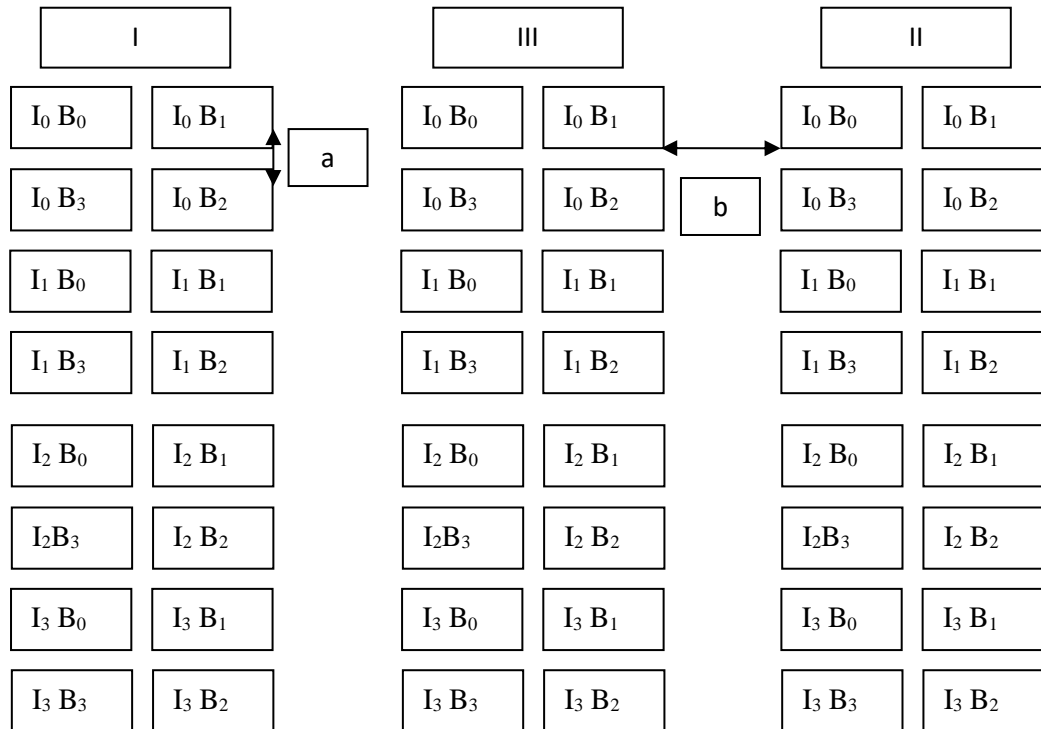 I III II
I₀ B₀ I₀ B₁ I₀ B₀ I₀ B₁ I₀ B₀ I₀ B₁
a
I₀ B₃ I₀ B₂ I₀ B₃ I₀ B₂ b I₀ B₃ I₀ B₂
I₁ B₀ I₁ B₁ I₁ B₀ I₁ B₁ I₁ B₀ I₁ B₁
I₁ B₃ I₁ B₂ I₁ B₃ I₁ B₂ I₁ B₃ I₁ B₂
I₂ B₀ I₂ B₁ I₂ B₀ I₂ B₁ I₂ B₀ I₂ B₁
I₂B₃ I₂ B₂ I₂B₃ I₂ B₂ I₂B₃ I₂ B₂
I₃ B₀ I₃ B₁ I₃ B₀ I₃ B₁ I₃ B₀ I₃ B₁
I₃ B₃ I₃ B₂ I₃ B₃ I₃ B₂ I₃ B₃ I₃ B₂